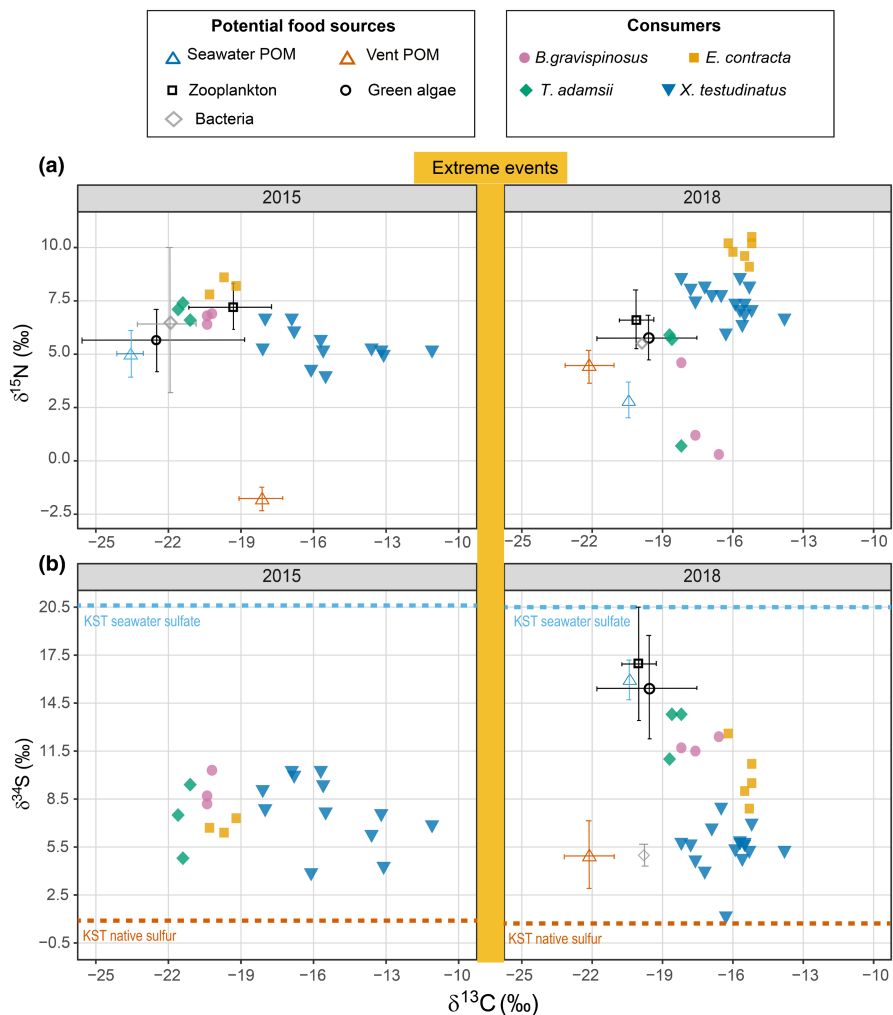 Potential food sources
Consumers
Seawater POM
Vent POM
Zooplankton
Green algae
Bacteria
B.gravispinosus
E. contracta
T. adamsii
X. testudinatus
(a)
Extreme events
2015
2018
10.0
7.5
5.0
2.5
0.0
−2.5
δ15N (‰)
−25 −22 −19 −16 −13 −10
−25 −22 −19 −16 −13 −10
(b)
2015
2018
20.5
17.5
14.5
11.5
8.5
5.5
2.5
−0.5
δ34S (‰)
KST seawater sulfate
KST seawater sulfate
KST native sulfur
KST native sulfur
−25 −22 −19 −16 −13 −10
−25 −22 −19 −16 −13 −10
δ13C (‰)